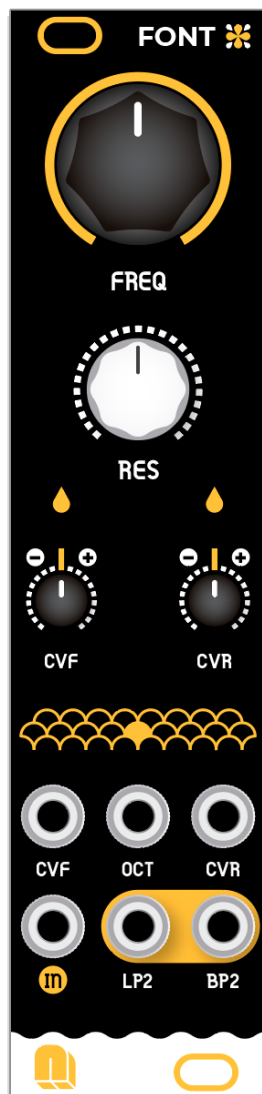 FONT
FREQ
RES
− + − +
CVF CVR
CVF OCT CVR
IN LP2 BP2